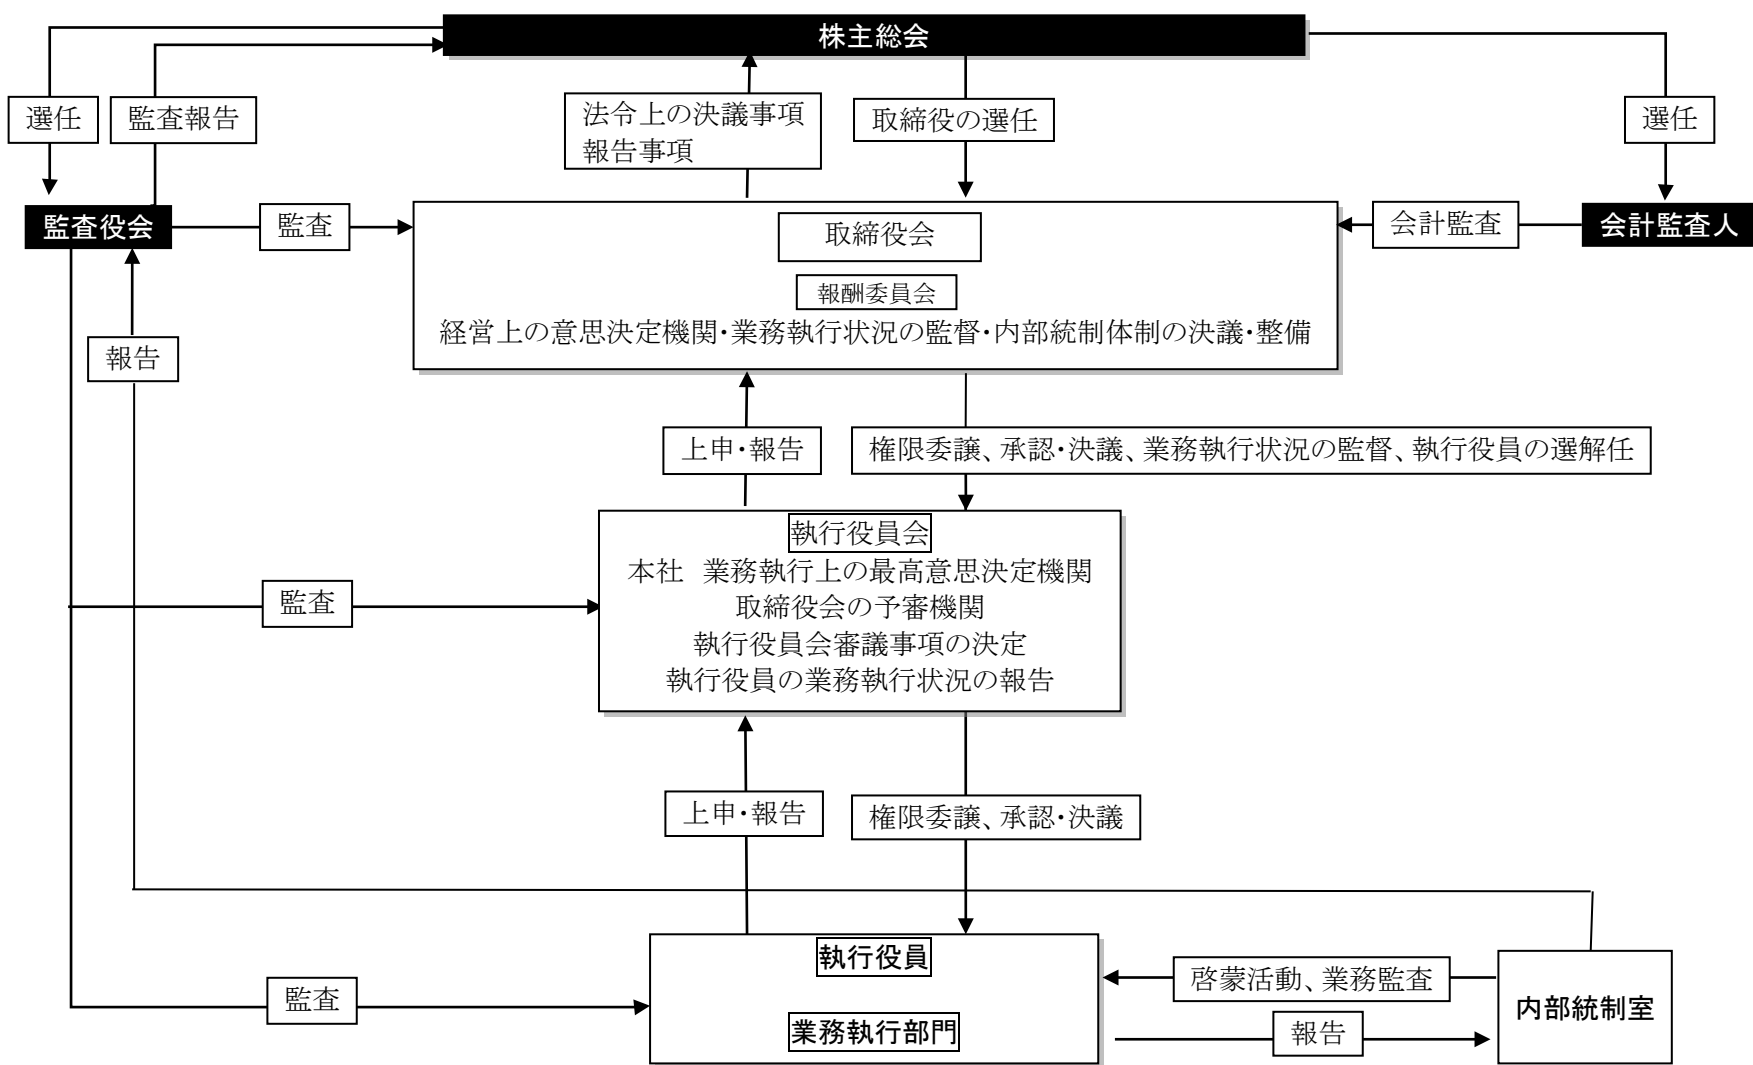 株主総会
選任
監査報告
法令上の決議事項
報告事項
取締役の選任
選任
監査役会
監査
取締役会
会計監査
会計監査人
報酬委員会
経営上の意思決定機関・業務執行状況の監督・内部統制体制の決議・整備
報告
上申・報告
権限委譲、承認・決議、業務執行状況の監督、執行役員の選解任
執行役員会
本社　業務執行上の最高意思決定機関
取締役会の予審機関
執行役員会審議事項の決定
執行役員の業務執行状況の報告
監査
上申・報告
権限委譲、承認・決議
執行役員
業務執行部門
監査
啓蒙活動、業務監査
報告
内部統制室